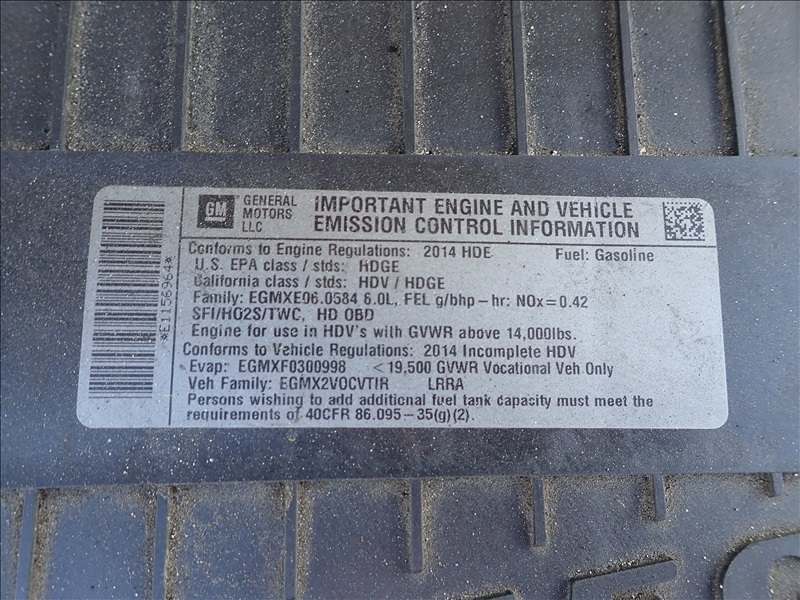 *E1156964*
GM
GENERAL
MOTORS
LLC
IMPORTANT ENGINE AND VEHICLE
EMISSION CONTROL INFORMATION
Conforms to Engine Regulations: 2014 HDE Fuel: Gasoline
U.S. EPA class / stds: HDGE
California class / stds: HDV / HDGE
Family: EGMXE06.0584 6.0L, FEL g/bhp-hr: NOx=0.42
SFI/HO2S/TWC, HD OBD
Engine for use in HDV's with GVWR above 14,000lbs.
Conforms to Vehicle Regulations: 2014 Incomplete HDV
Evap: EGMXF0300998 <19,500 GVWR Vocational Veh Only
Veh Family: EGMX2VOCVTIR LRRA
Persons wishing to add additional fuel tank capacity must meet the
requirements of 40CFR 86.095-35(g)(2).